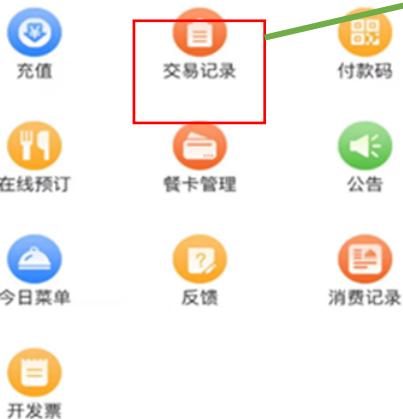 充值
交易记录
付款码
在线预订
餐卡管理
公告
今日菜单
反馈
消费记录
开发票